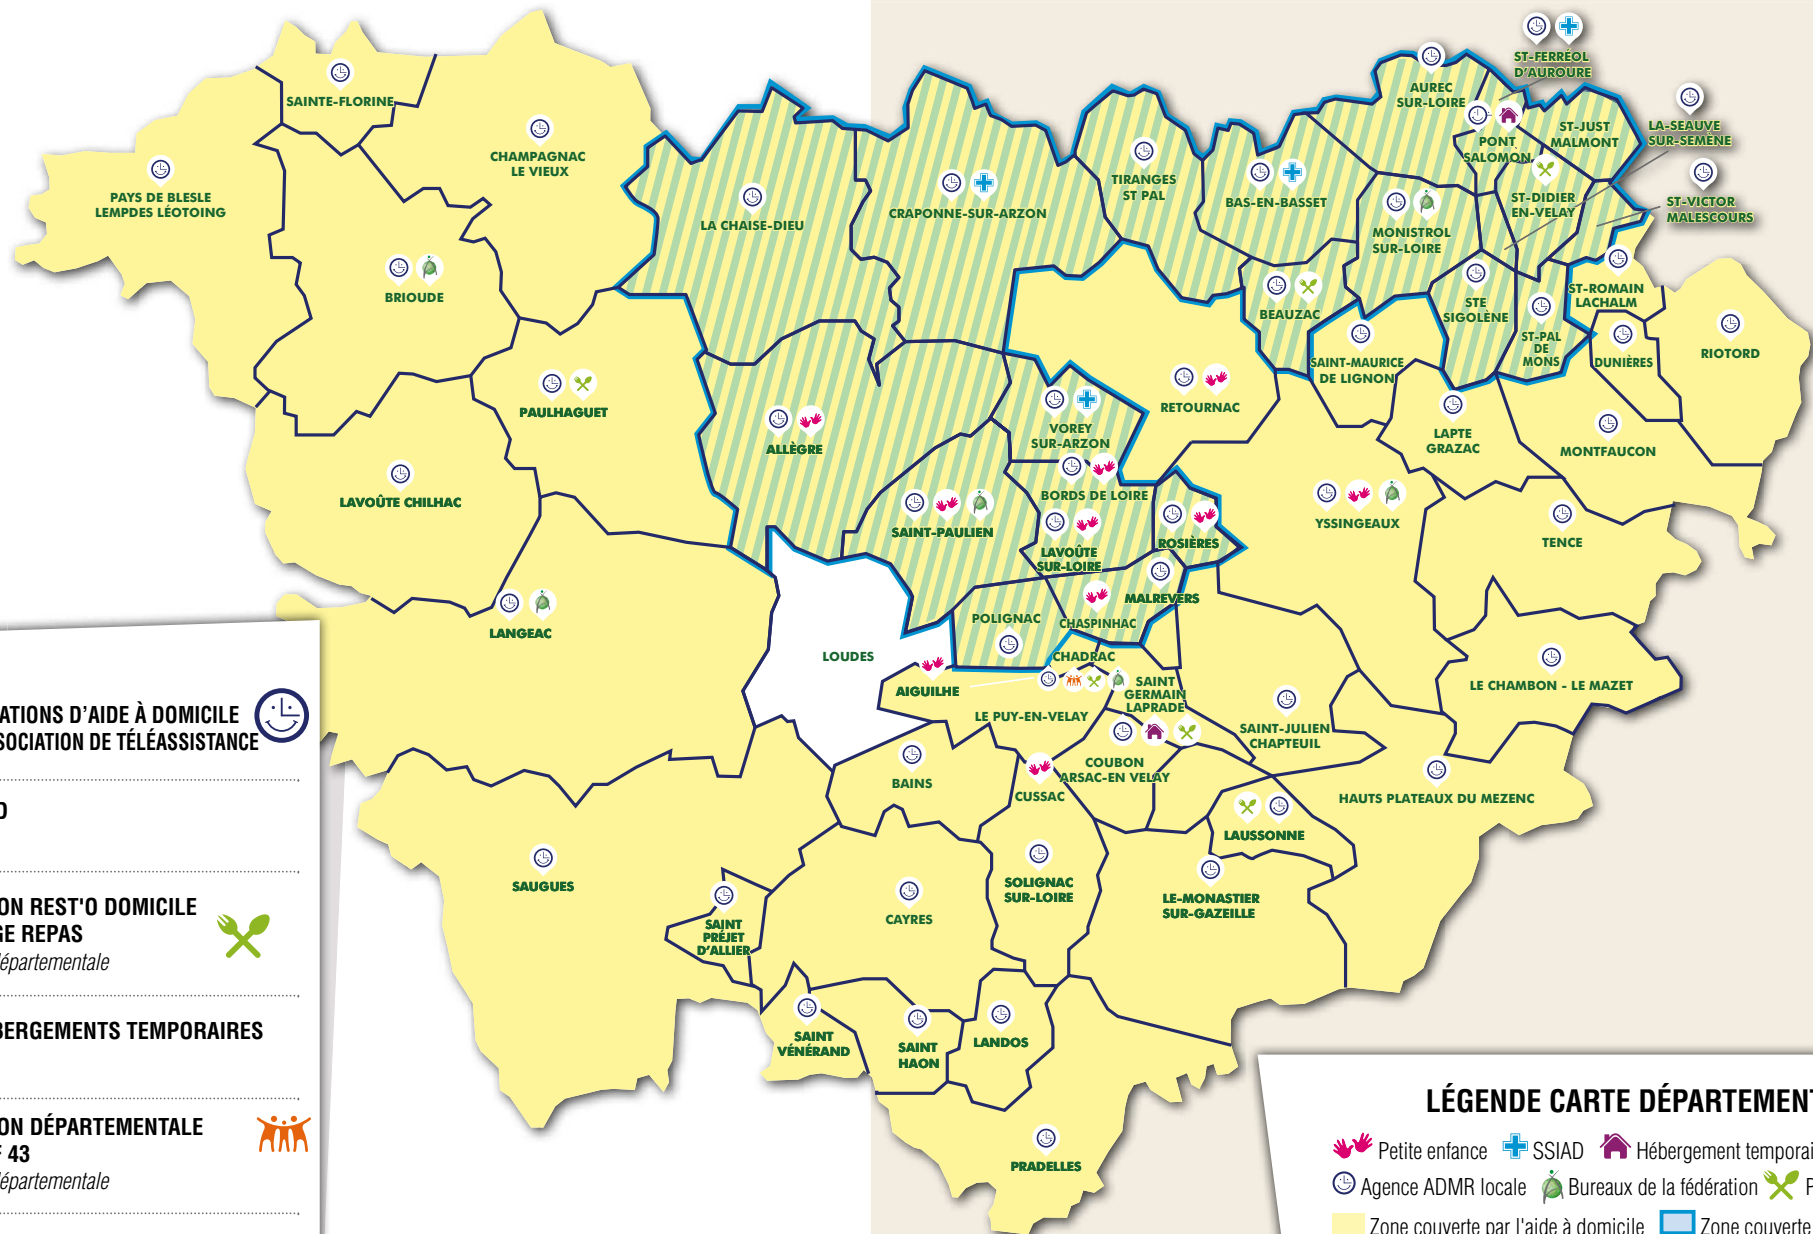 ST-FERRÉOL
D'AUROURE
AUREC
SUR-LOIRE
SAINTE-FLORINE
ST-JUST
MALMONT
LA-SEAUVE
SUR-SEMÈNE
PONT
SALOMON
CHAMPAGNAC
LE VIEUX
TIRANGES
ST PAL
PAYS DE BLESLE
LEMPDES LÉOTOING
BAS-EN-BASSET
ST-DIDIER
EN-VELAY
ST-VICTOR
MALESCOURS
CRAPONNE-SUR-ARZON
LA CHAISE-DIEU
MONISTROL
SUR-LOIRE
BRIOUDE
ST-ROMAIN
LACHALM
STE
SIGOLÈNE
BEAUZAC
ST-PAL
DE
MONS
RIOTORD
SAINT-MAURICE
DE LIGNON
DUNIÈRES
PAULHAGUET
RETOURNAC
VOREY
SUR-ARZON
LAPTE
GRAZAC
ALLÈGRE
MONTFAUCON
LAVOÛTE CHILHAC
BORDS DE LOIRE
YSSINGEAUX
SAINT-PAULIEN
ROSIÈRES
TENCE
LAVOÛTE
SUR-LOIRE
MALREVERS
POLIGNAC
CHASPINHAC
LANGEAC
LOUDES
CHADRAC
AIGUILHE
SAINT
GERMAIN
LAPRADE
LE CHAMBON - LE MAZET
LE PUY-EN-VELAY
SAINT-JULIEN
CHAPTEUIL
COUBON
ARSAC-EN VELAY
BAINS
CUSSAC
HAUTS PLATEAUX DU MEZENC
LAUSSONNE
SAUGUES
SOLIGNAC
SUR-LOIRE
LE-MONASTIER
SUR-GAZEILLE
CAYRES
SAINT
PRÉJET
D'ALLIER
SAINT
VÉNÉRAND
SAINT
HAON
LANDOS
PRADELLES
ATIONS D'AIDE À DOMICILE
SOCIATION DE TÉLÉASSISTANCE
D
ON REST'O DOMICILE
GE REPAS
départementale
BERGEMENTS TEMPORAIRES
ON DÉPARTEMENTALE
F 43
départementale
LÉGENDE CARTE DÉPARTEMENT
Petite enfance SSIAD Hébergement temporai
Agence ADMR locale Bureaux de la fédération P
Zone couverte par l'aide à domicile Zone couverte